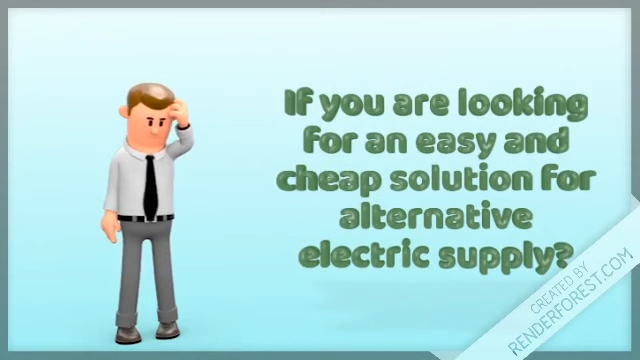 If you are looking
for an easy and
cheap solution for
alternative
electric supply?
CREATED BY
RENDERFOREST.COM